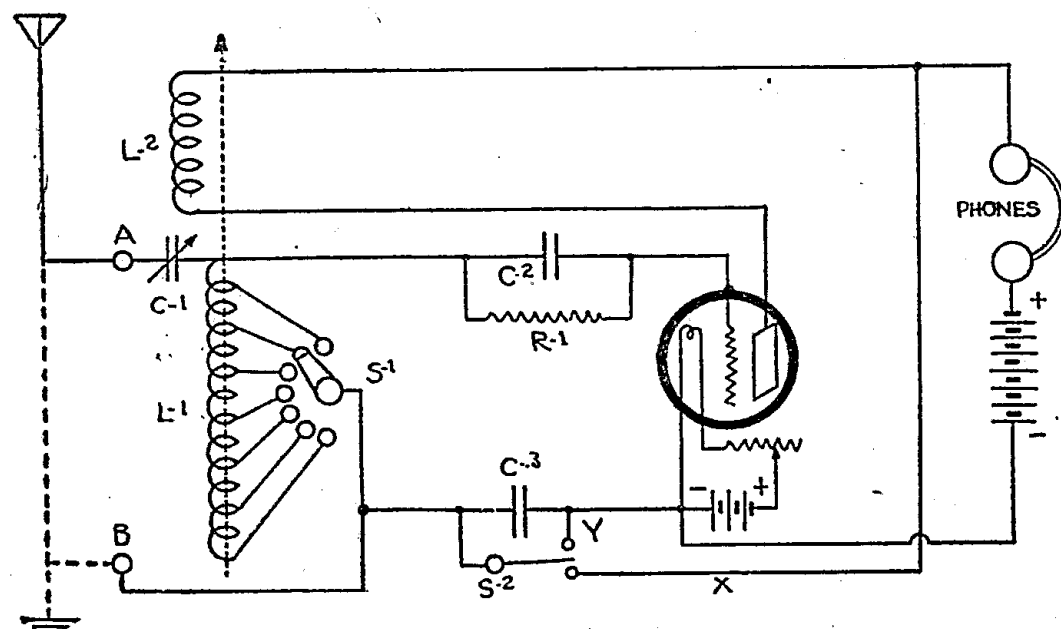 L-2
A
PHONES
C-1
C-2
+
R-1
S-1
L-1
-
C-.3
-
+
B
Y
S-2
X